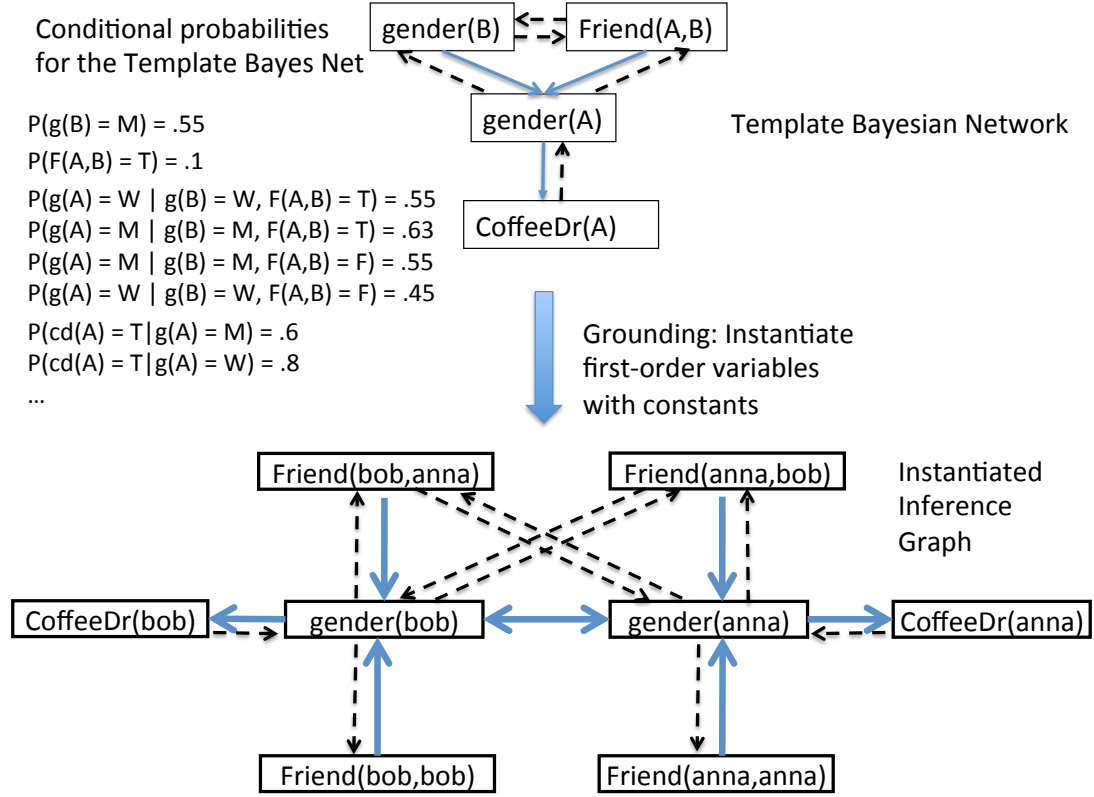 Conditional probabilities
for the Template Bayes Net
gender(B)
Friend(A,B)
gender(A)
CoffeeDr(A)
Template Bayesian Network
P(g(B) = M) = .55
P(F(A,B) = T) = .1
P(g(A) = W | g(B) = W, F(A,B) = T) = .55
P(g(A) = M | g(B) = M, F(A,B) = T) = .63
P(g(A) = M | g(B) = M, F(A,B) = F) = .55
P(g(A) = W | g(B) = W, F(A,B) = F) = .45
P(cd(A) = T|g(A) = M) = .6
P(cd(A) = T|g(A) = W) = .8
…
Grounding: Instantiate
first-order variables
with constants
Friend(bob,anna)
Friend(anna,bob)
Instantiated
Inference
Graph
CoffeeDr(bob)
gender(bob)
gender(anna)
CoffeeDr(anna)
Friend(bob,bob)
Friend(anna,anna)